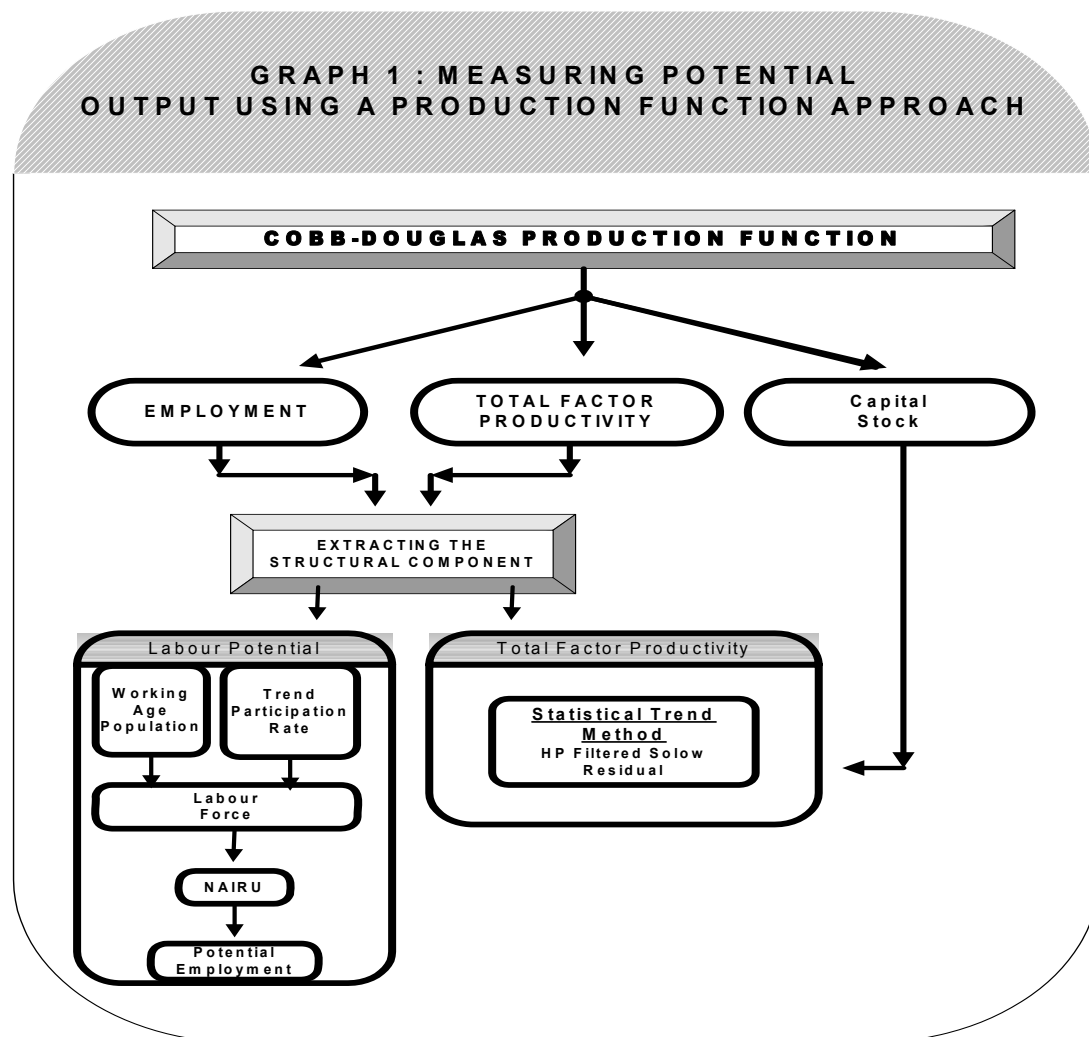 GRAPH 1 : MEASURING POTENTIAL
OUTPUT USING A PRODUCTION FUNCTION APPROACH
COBB-DOUGLAS PRODUCTION FUNCTION
EMPLOYMENT
TOTAL FACTOR
PRODUCTIVITY
Capital
Stock
EXTRACTING THE
STRUCTURAL COMPONENT
Labour Potential
Working
Age
Population
Trend
Participation
Rate
Labour
Force
NAIRU
Potential
Employment
Total Factor Productivity
Statistical Trend
Method
HP Filtered Solow
Residual